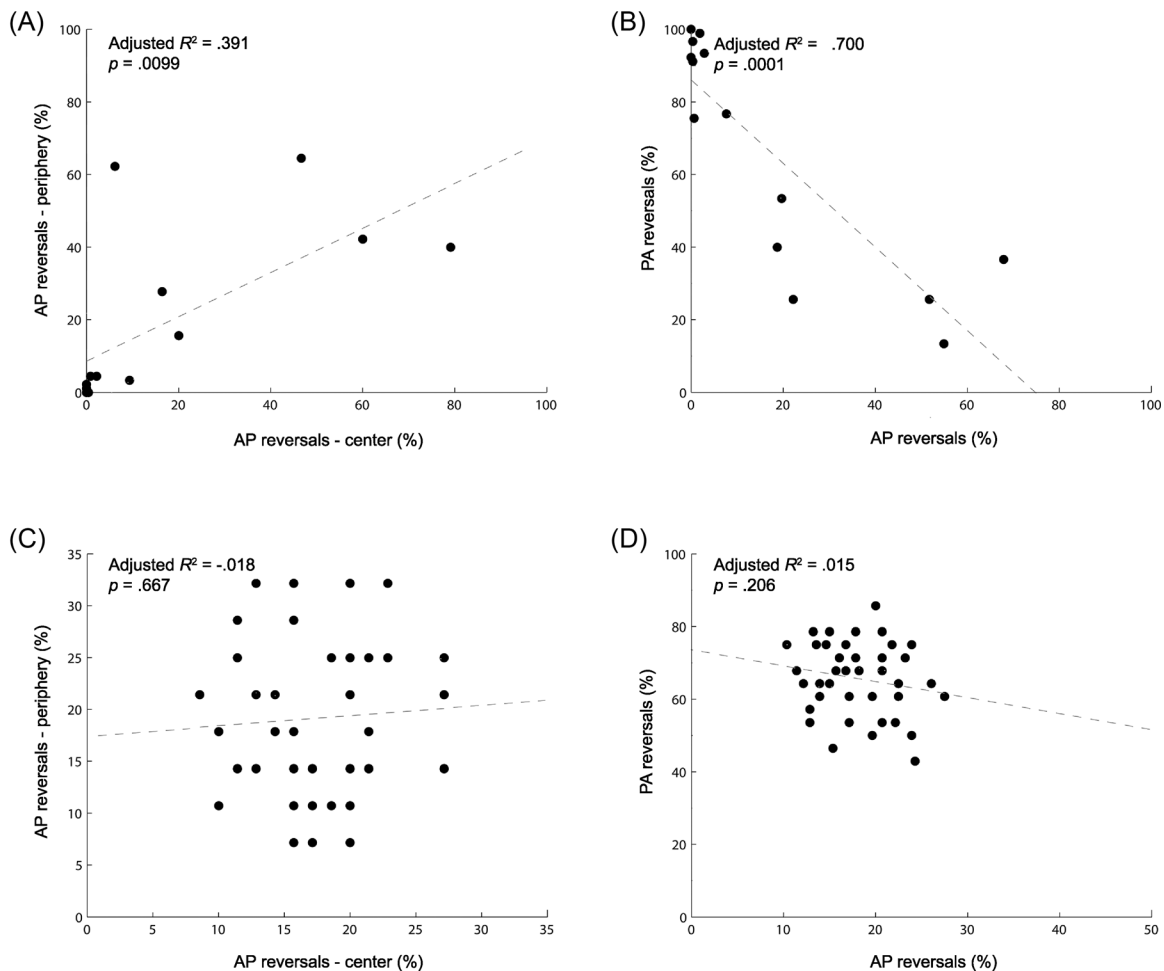 (A)
Adjusted R² = .391
p = .0099
AP reversals - periphery (%)
100
80
60
40
20
0
0 20 40 60 80 100
AP reversals - center (%)
(B)
Adjusted R² = .700
p = .0001
PA reversals (%)
100
80
60
40
20
0
0 20 40 60 80 100
AP reversals (%)
(C)
Adjusted R² = -.018
p = .667
AP reversals - periphery (%)
35
30
25
20
15
10
5
0
0 5 10 15 20 25 30 35
AP reversals - center (%)
(D)
Adjusted R² = .015
p = .206
PA reversals (%)
100
80
60
40
20
0
0 10 20 30 40 50
AP reversals (%)